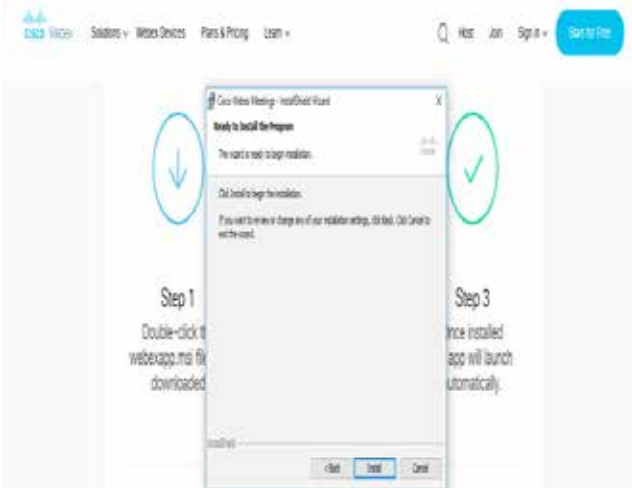 CISCO Webex Solutions Webex Devices Plans & Pricing Learn Host Join Sign in Start for Free
Cisco Webex Meetings - InstallShield Wizard X
Ready to Install the Program
The wizard is ready to begin installation.
Click Install to begin the installation.
If you want to review or change any of your installation settings, click Back. Click Cancel to
exit the wizard.
Step 1
Double-click t
webexapp.msi file
downloaded
Step 3
nce installed
app will launch
utomatically.
InstallShield
< Back Install Cancel